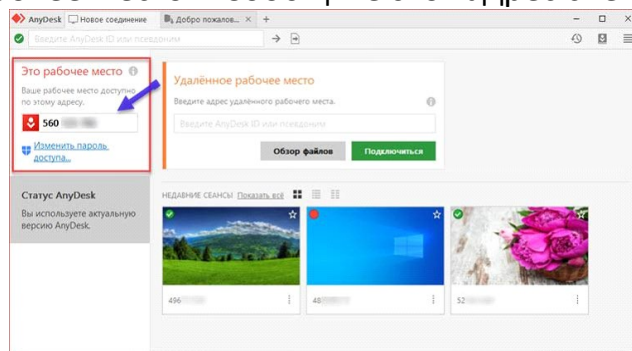 AnyDesk
Новое соединение
Добро пожалов...
Введите AnyDesk ID или псевдоним
Это рабочее место
Ваше рабочее место доступно
по этому адресу.
560
Изменить пароль
доступа...
Удалённое рабочее место
Введите адрес удалённого рабочего места.
Введите AnyDesk ID или псевдоним
Обзор файлов
Подключиться
Статус AnyDesk
Вы используете актуальную
версию AnyDesk.
НЕДАВНИЕ СЕАНСЫ Показать всё
496
48
52